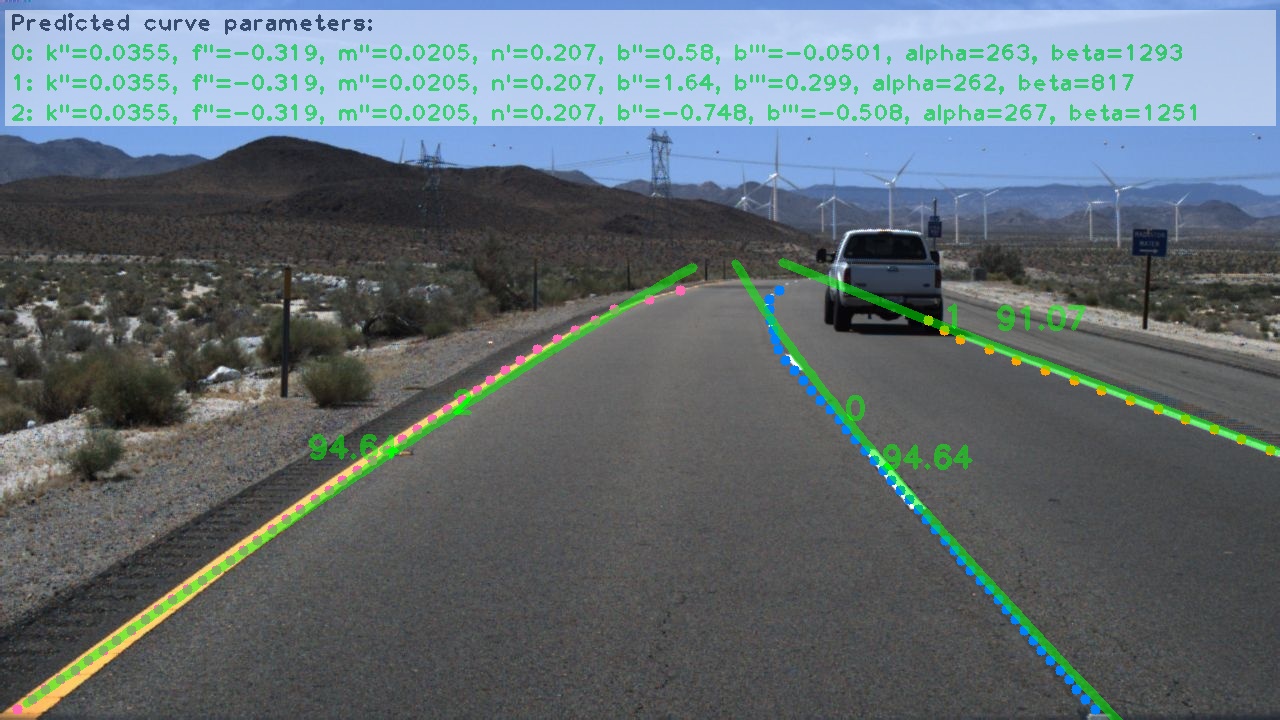 Predicted curve parameters:
0: k"=0.0355, f"=-0.319, m"=0.0205, n'=0.207, b"=0.58, b'"=-0.0501, alpha=263, beta=1293
1: k"=0.0355, f"=-0.319, m"=0.0205, n'=0.207, b"=1.64, b'"=0.299, alpha=262, beta=817
2: k"=0.0355, f"=-0.319, m"=0.0205, n'=0.207, b"=-0.748, b'"=-0.508, alpha=267, beta=1251
RADIATOR
WATER
1 91.07
2
0
94.64
94.64